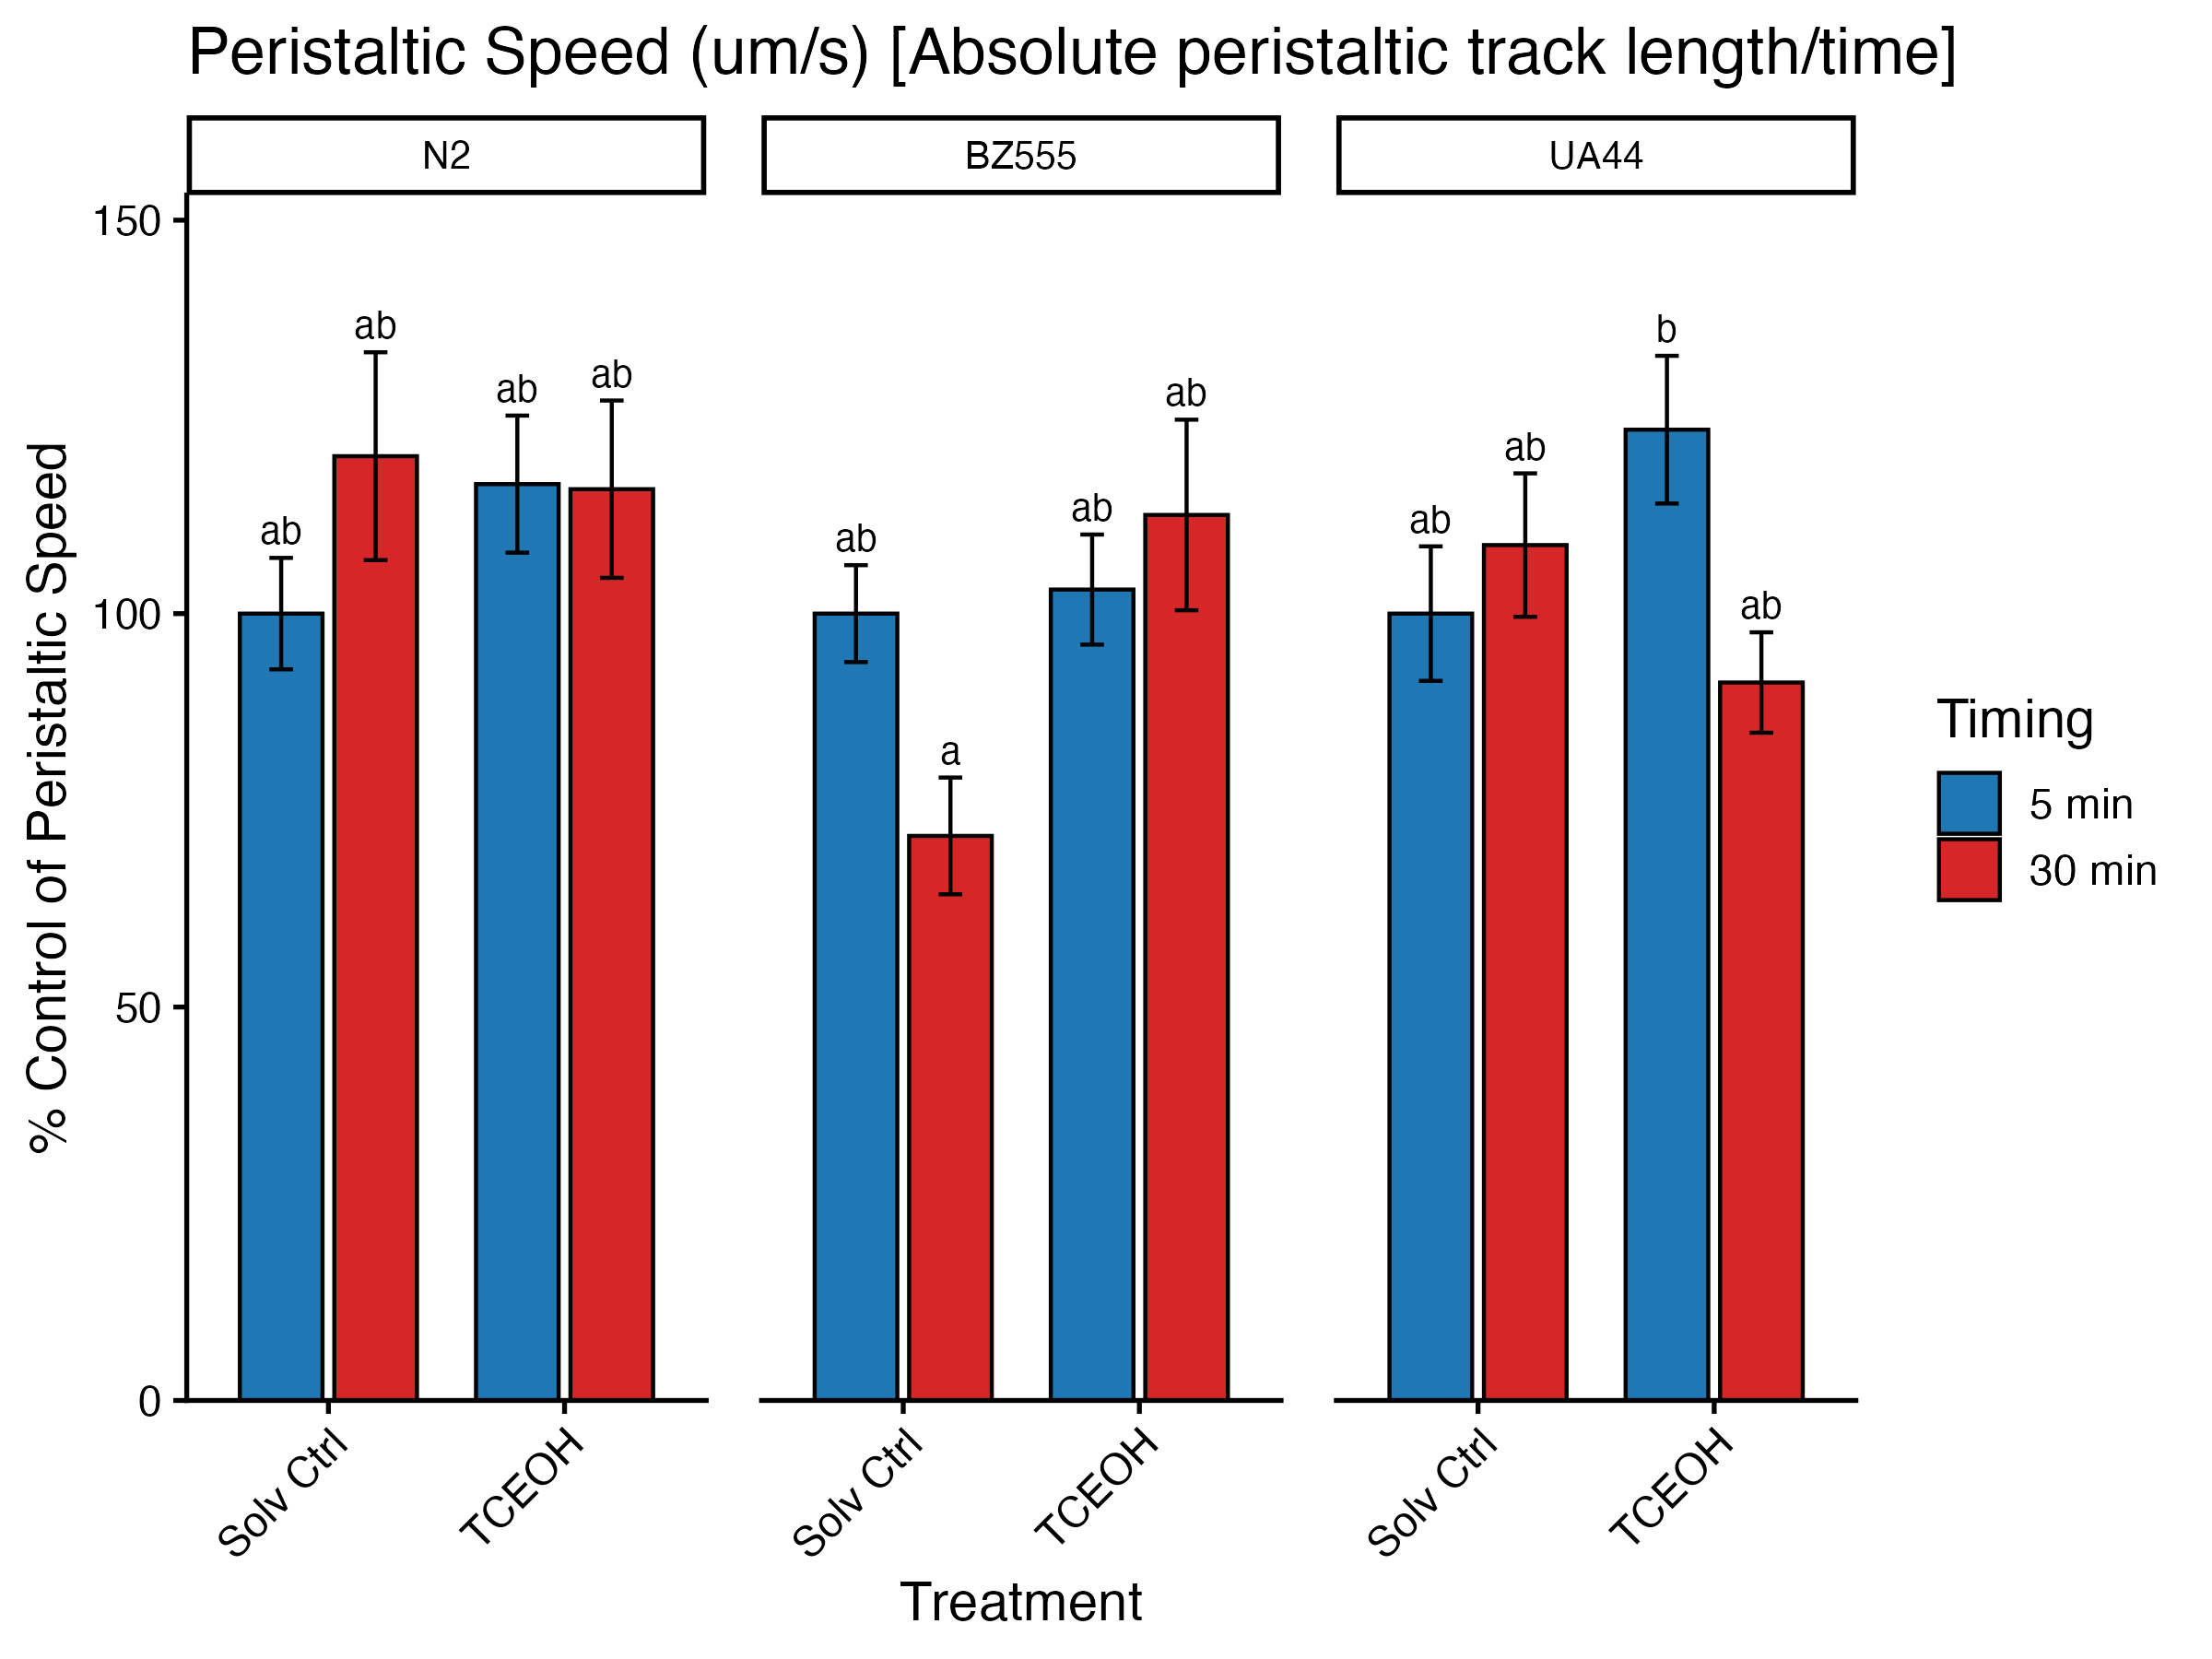 Peristaltic Speed (um/s) [Absolute peristaltic track length/time]
N2 BZ555 UA44
% Control of Peristaltic Speed
150
100
50
0
ab ab ab ab
ab a ab ab
ab ab b ab
Solv Ctrl TCEOH Solv Ctrl TCEOH Solv Ctrl TCEOH
Treatment
Timing
5 min
30 min